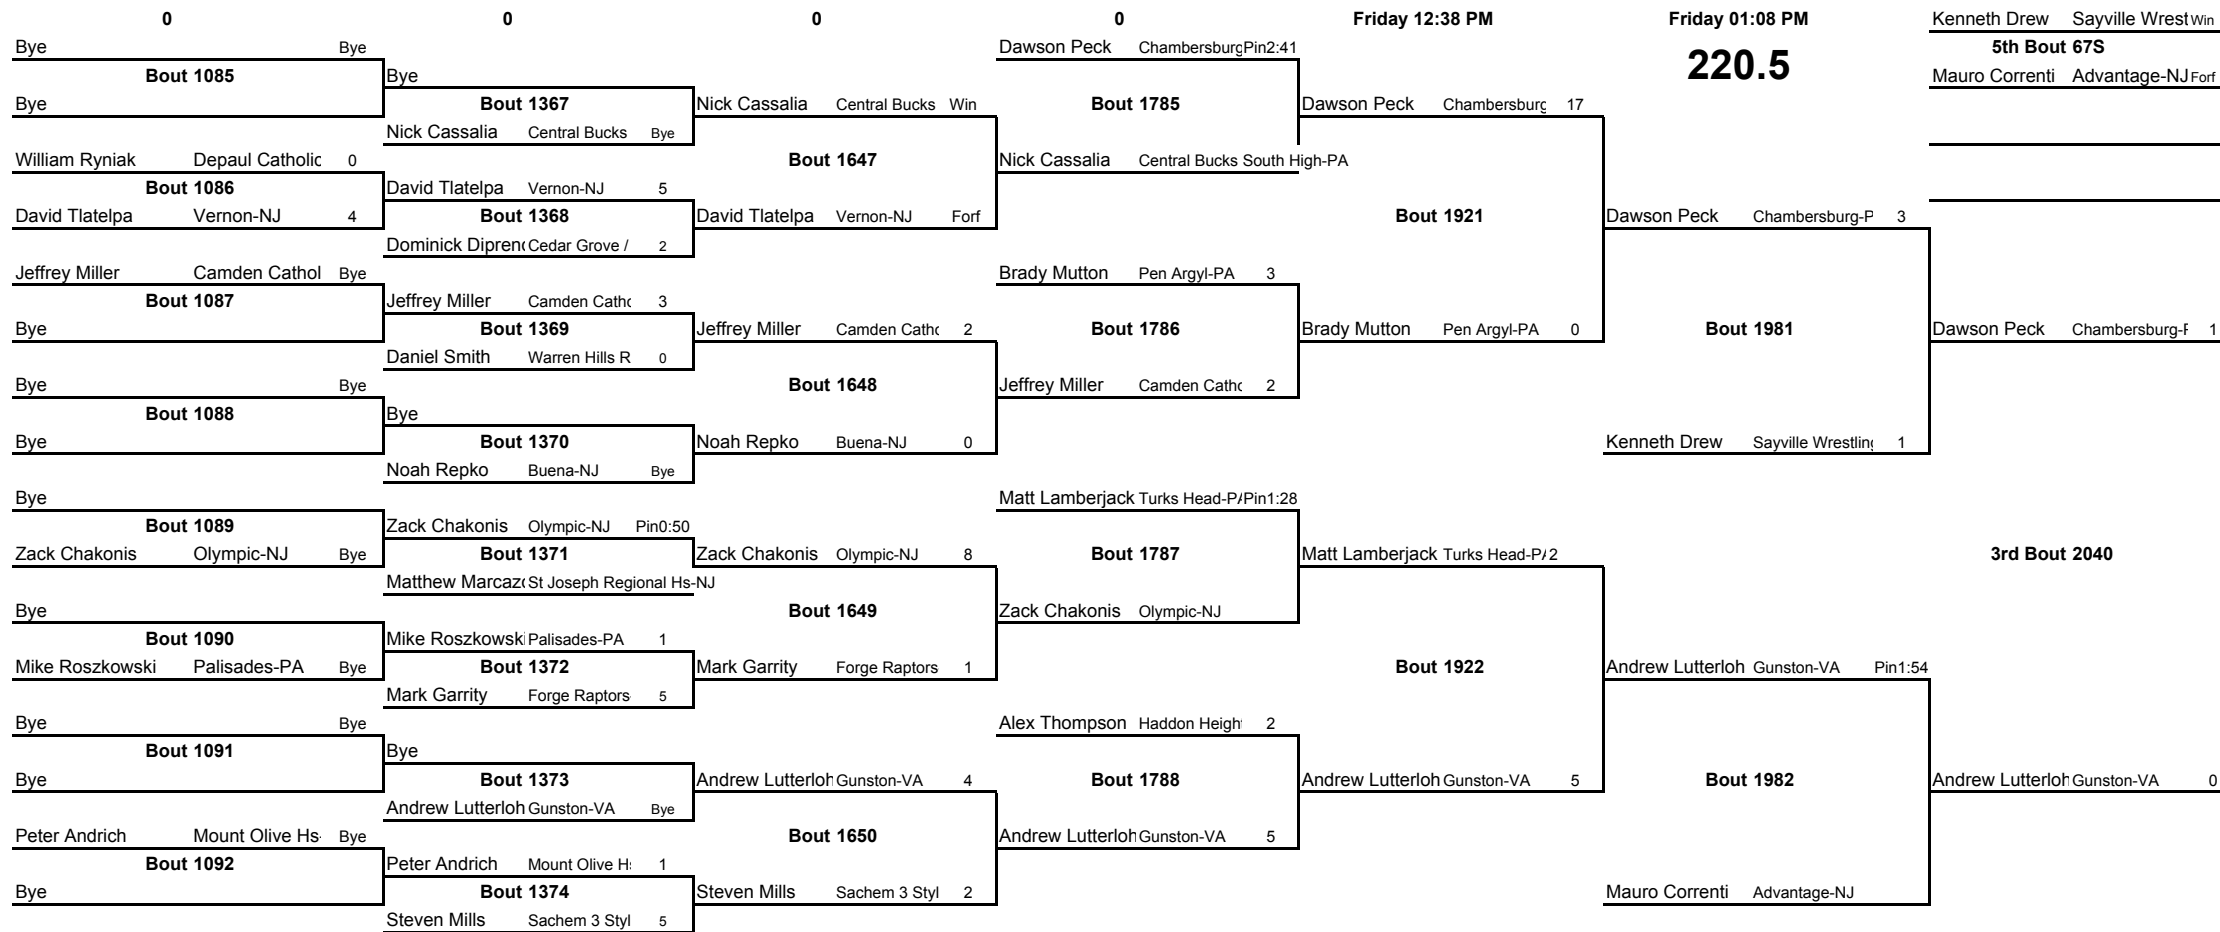 0 0 0 0 Friday 12:38 PM Friday 01:08 PM Kenneth Drew Sayville Wrest Win
Bye Bye Dawson Peck Chambersburg Pin2:41 220.5 5th Bout 67S
Bout 1085 Bye Mauro Correnti Advantage-NJ Forf
Bye Bout 1367 Nick Cassalia Central Bucks Win Bout 1785 Dawson Peck Chambersburg 17
Nick Cassalia Central Bucks Bye
William Ryniak Depaul Catholic 0 Bout 1647 Nick Cassalia Central Bucks South High-PA
Bout 1086 David Tlatelpa Vernon-NJ 5
David Tlatelpa Vernon-NJ 4 Bout 1368 David Tlatelpa Vernon-NJ Forf Bout 1921 Dawson Peck Chambersburg-P 3
Dominick Dipren Cedar Grove / 2
Jeffrey Miller Camden Cathol Bye Brady Mutton Pen Argyl-PA 3
Bout 1087 Jeffrey Miller Camden Catho 3
Bye Bout 1369 Jeffrey Miller Camden Catho 2 Bout 1786 Brady Mutton Pen Argyl-PA 0 Bout 1981 Dawson Peck Chambersburg-F 1
Daniel Smith Warren Hills R 0
Bye Bye Bout 1648 Jeffrey Miller Camden Catho 2
Bout 1088 Bye
Bye Bout 1370 Noah Repko Buena-NJ 0 Kenneth Drew Sayville Wrestling 1
Noah Repko Buena-NJ Bye
Bye Matt Lamberjack Turks Head-PA Pin1:28
Bout 1089 Zack Chakonis Olympic-NJ Pin0:50
Zack Chakonis Olympic-NJ Bye Bout 1371 Zack Chakonis Olympic-NJ 8 Bout 1787 Matt Lamberjack Turks Head-PA 2 3rd Bout 2040
Matthew Marcazo St Joseph Regional Hs-NJ
Bye Bout 1649 Zack Chakonis Olympic-NJ
Bout 1090 Mike Roszkowski Palisades-PA 1
Mike Roszkowski Palisades-PA Bye Bout 1372 Mark Garrity Forge Raptors 1 Bout 1922 Andrew Lutterloh Gunston-VA Pin1:54
Mark Garrity Forge Raptors 5
Bye Bye Alex Thompson Haddon Heigh 2
Bout 1091 Bye
Bye Bout 1373 Andrew Lutterloh Gunston-VA 4 Bout 1788 Andrew Lutterloh Gunston-VA 5 Bout 1982 Andrew Lutterloh Gunston-VA 0
Andrew Lutterloh Gunston-VA Bye
Peter Andrich Mount Olive Hs- Bye Bout 1650 Andrew Lutterloh Gunston-VA 5
Bout 1092 Peter Andrich Mount Olive H 1
Bye Bout 1374 Steven Mills Sachem 3 Styl 2 Mauro Correnti Advantage-NJ
Steven Mills Sachem 3 Styl 5